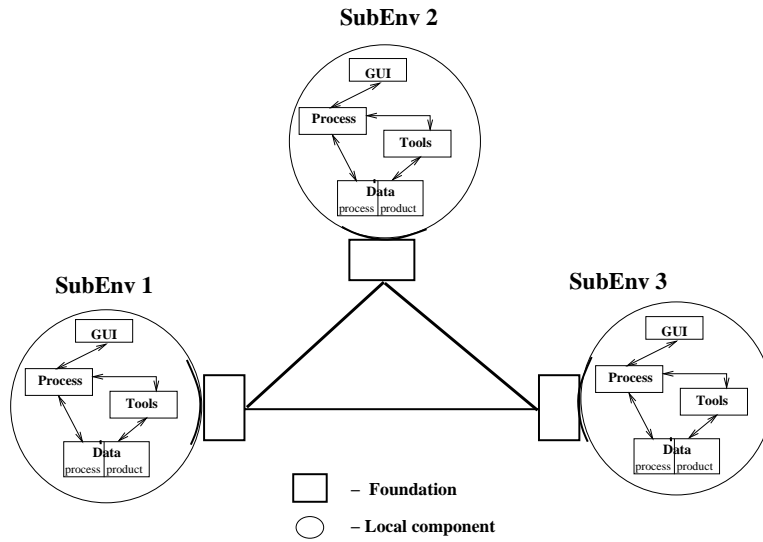 SubEnv 2
GUI
Process
Tools
Data
process product
SubEnv 1
GUI
Process
Tools
Data
process product
SubEnv 3
GUI
Process
Tools
Data
process product
– Foundation
– Local component